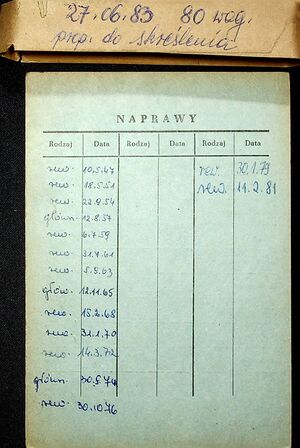 27.06.83 80 wag.
prop. do skreślenia
NAPRAWY
Rodzaj Data Rodzaj Data Rodzaj Data
rew. 10.5.47 rew. 30.1.79
rew. 18.5.51 rew. 11.2.81
rew. 22.9.54
główn. 12.8.57
rew. 6.7.59
rew. 31.7.61
rew. 5.5.63
głów. 12.11.65
rew. 15.2.68
rew. 31.1.70
rew. 14.3.72
główn. 30.5.74
rew. 30.10.76